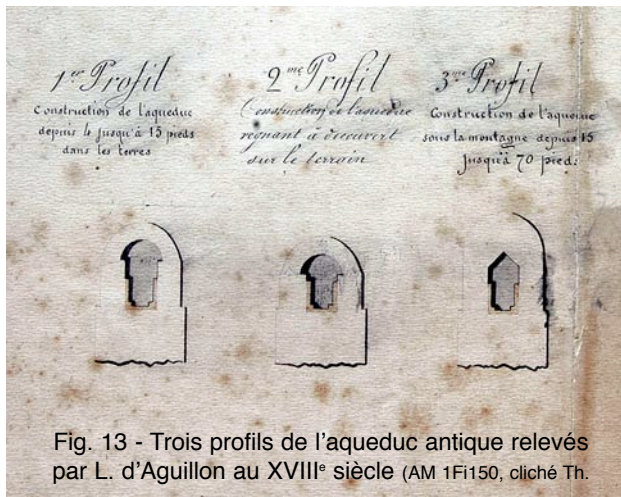 1er Profil
Construction de l'aqueduc
depuis 4 jusqu'à 15 pieds
dans les terres
2me Profil
Construction de l'aqueduc
regnant à decouvert
sur le terrain
3me Profil
Construction de l'aqueduc
sous la montagne depuis 15
jusqu'à 70 pieds
Fig. 13 - Trois profils de l'aqueduc antique relevés
par L. d'Aguillon au XVIIIe siècle (AM 1Fi150, cliché Th.